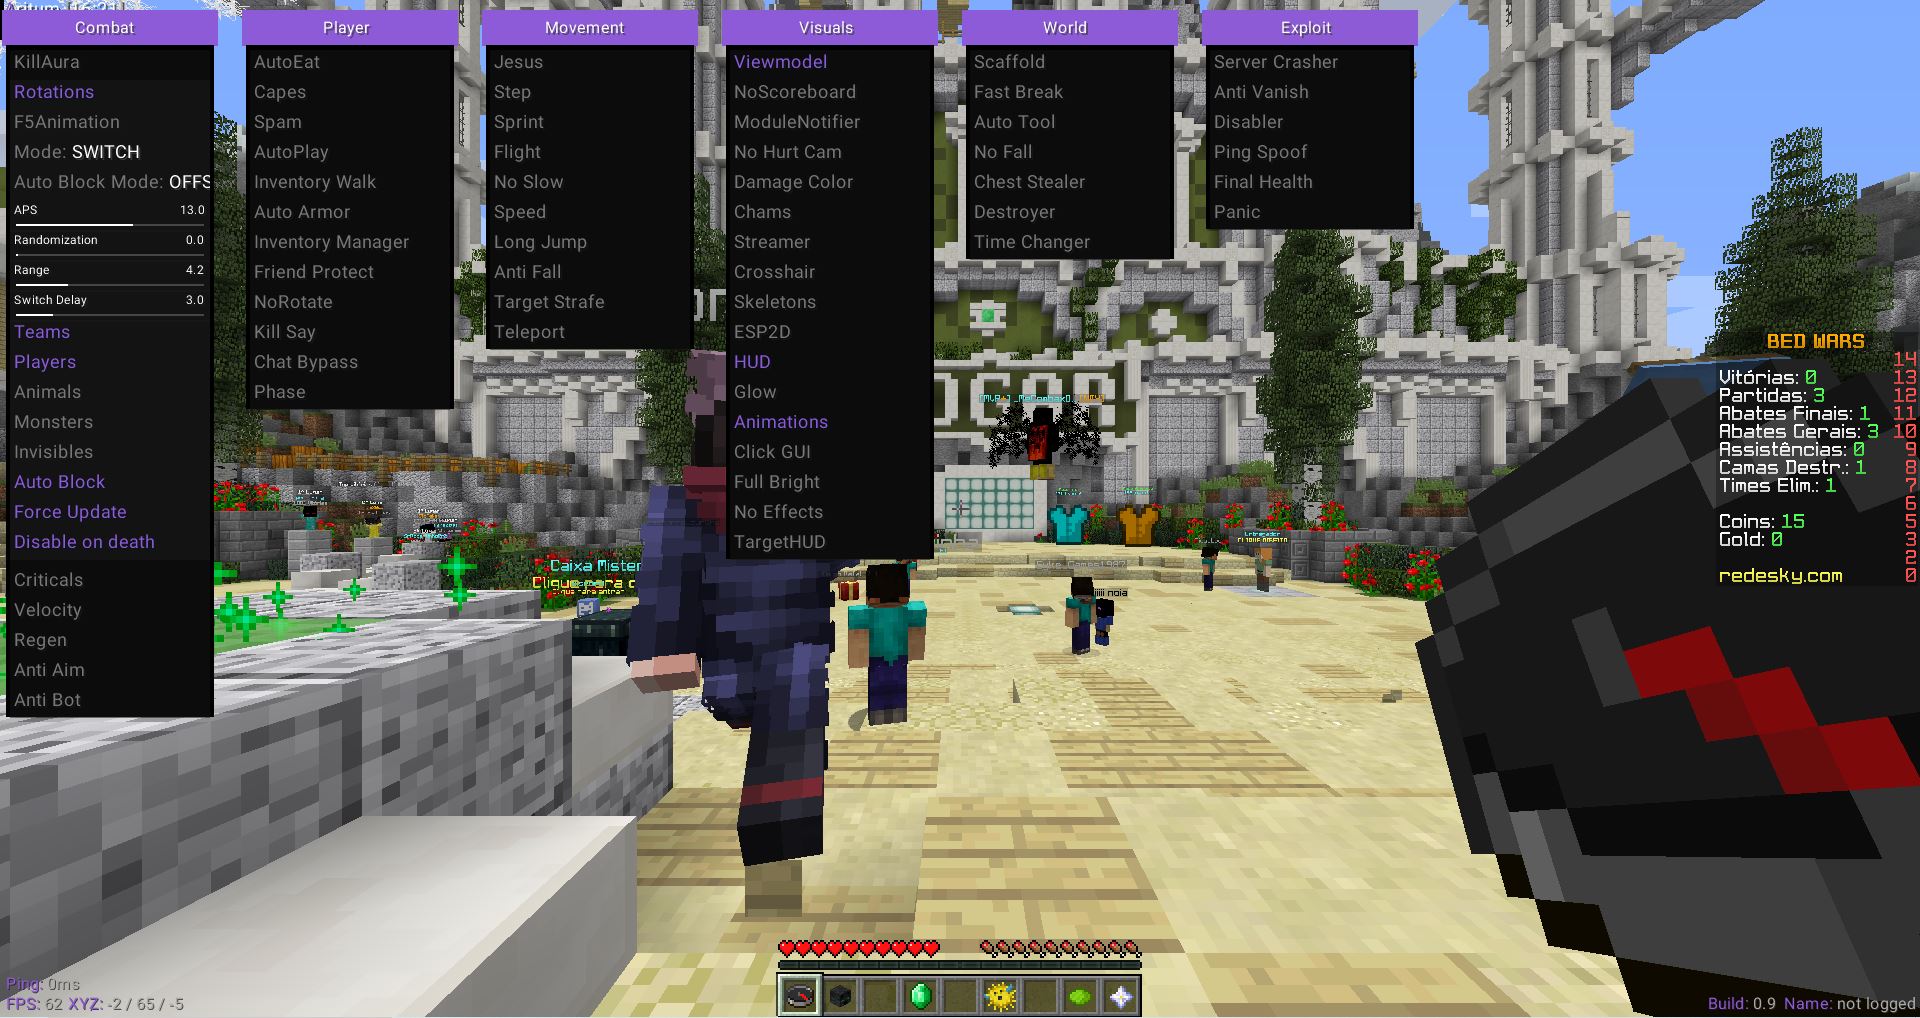 Combat
KillAura
Rotations
F5Animation
Mode: SWITCH
Auto Block Mode: OFFS
APS 13.0
Randomization 0.0
Range 4.2
Switch Delay 3.0
Teams
Players
Animals
Monsters
Invisibles
Auto Block
Force Update
Disable on death
Criticals
Velocity
Regen
Anti Aim
Anti Bot
Player
AutoEat
Capes
Spam
AutoPlay
Inventory Walk
Auto Armor
Inventory Manager
Friend Protect
NoRotate
Kill Say
Chat Bypass
Phase
Movement
Jesus
Step
Sprint
Flight
No Slow
Speed
Long Jump
Anti Fall
Target Strafe
Teleport
Visuals
Viewmodel
NoScoreboard
ModuleNotifier
No Hurt Cam
Damage Color
Chams
Streamer
Crosshair
Skeletons
ESP2D
HUD
Glow
Animations
Click GUI
Full Bright
No Effects
TargetHUD
World
Scaffold
Fast Break
Auto Tool
No Fall
Chest Stealer
Destroyer
Time Changer
Exploit
Server Crasher
Anti Vanish
Disabler
Ping Spoof
Final Health
Panic
BED WARS
14
Vitórias: 0 13
Partidas: 3 12
Abates Finais: 1 11
Abates Gerais: 3 10
Assistências: 0 9
Camas Destr.: 1 8
Times Elim.: 1 7
6
Coins: 15 5
Gold: 0 3
2
redesky.com 0
Caixa Mister
Ping: 0ms
FPS: 62 XYZ: -2 / 65 / -5
Build: 0.9 Name: not logged